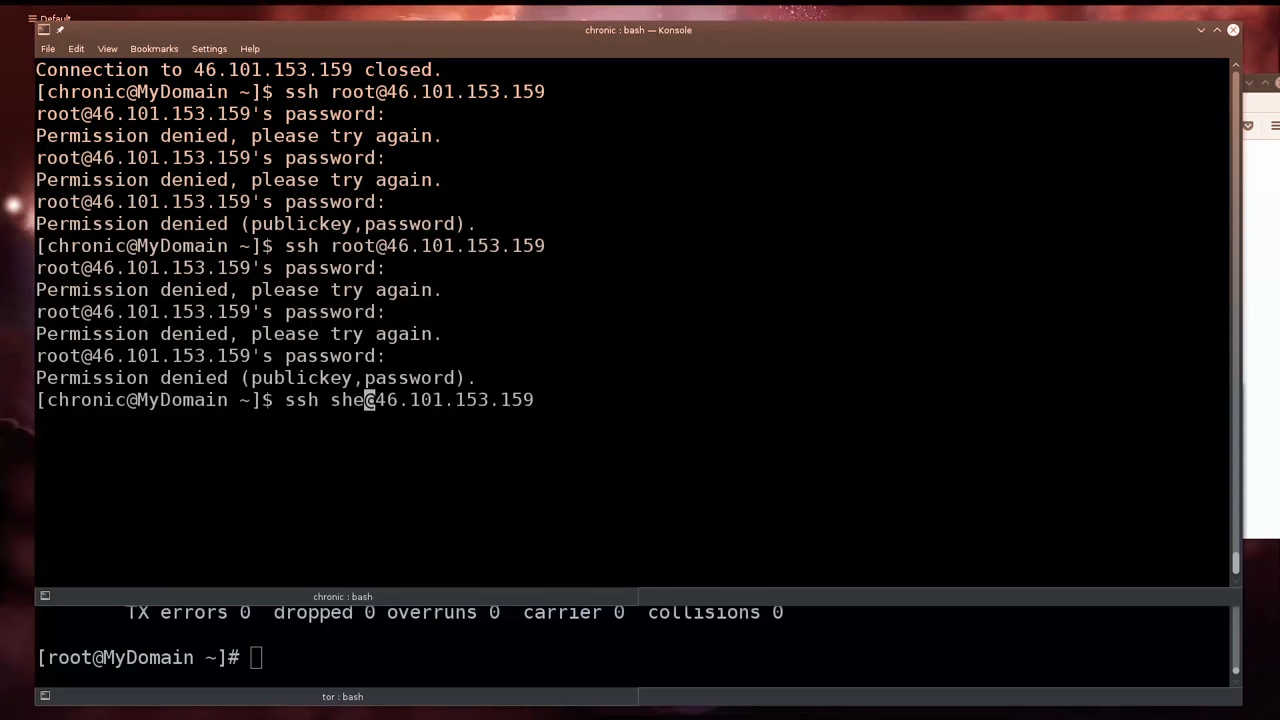 Default
chronic : bash — Konsole
File Edit View Bookmarks Settings Help
Connection to 46.101.153.159 closed.
[chronic@MyDomain ~]$ ssh root@46.101.153.159
root@46.101.153.159's password:
Permission denied, please try again.
root@46.101.153.159's password:
Permission denied, please try again.
root@46.101.153.159's password:
Permission denied (publickey,password).
[chronic@MyDomain ~]$ ssh root@46.101.153.159
root@46.101.153.159's password:
Permission denied, please try again.
root@46.101.153.159's password:
Permission denied, please try again.
root@46.101.153.159's password:
Permission denied (publickey,password).
[chronic@MyDomain ~]$ ssh she@46.101.153.159
chronic : bash
TX errors 0 dropped 0 overruns 0 carrier 0 collisions 0
[root@MyDomain ~]#
tor : bash